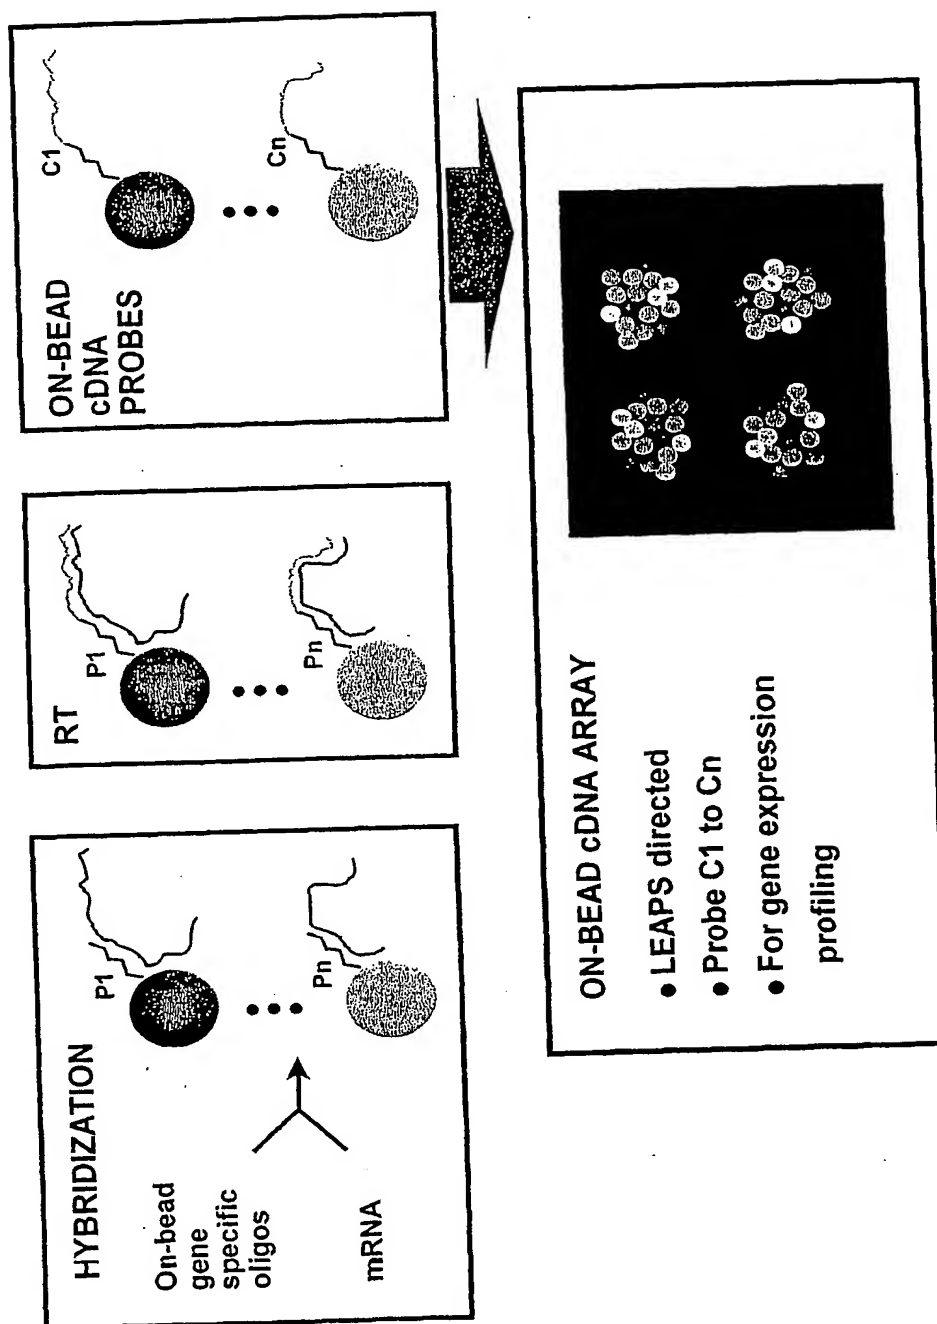 HYBRIDIZATION
On-bead
gene
specific
oligos
mRNA
P1
Pn
RT
P1
Pn
ON-BEAD
cDNA
PROBES
C1
Cn
ON-BEAD cDNA ARRAY
● LEAPS directed
● Probe C1 to Cn
● For gene expression
profiling